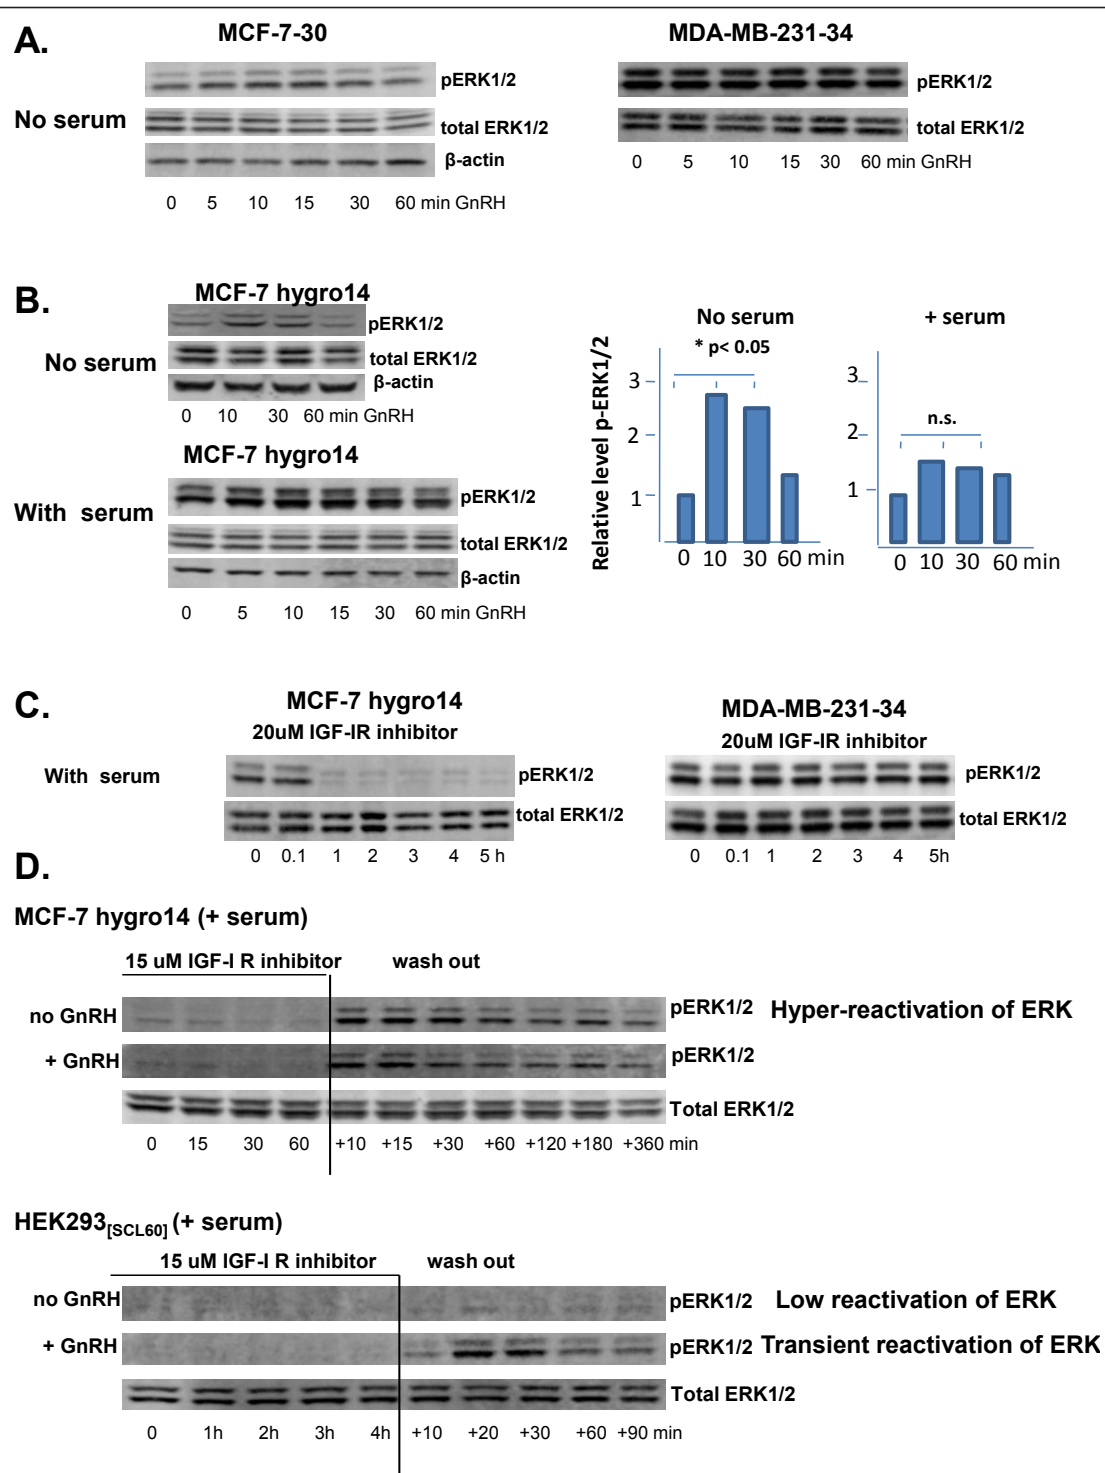 A.
MCF-7-30
MDA-MB-231-34
No serum
pERK1/2
total ERK1/2
β-actin
0 5 10 15 30 60 min GnRH
pERK1/2
total ERK1/2
0 5 10 15 30 60 min GnRH
B.
MCF-7 hygro14
No serum
pERK1/2
total ERK1/2
β-actin
0 10 30 60 min GnRH
MCF-7 hygro14
With serum
pERK1/2
total ERK1/2
β-actin
0 5 10 15 30 60 min GnRH
Relative level p-ERK1/2
No serum
* p< 0.05
3
2
1
0 10 30 60 min
+ serum
n.s.
3
2
1
0 10 30 60 min
C.
MCF-7 hygro14
20uM IGF-IR inhibitor
With serum
pERK1/2
total ERK1/2
0 0.1 1 2 3 4 5 h
MDA-MB-231-34
20uM IGF-IR inhibitor
pERK1/2
total ERK1/2
0 0.1 1 2 3 4 5h
D.
MCF-7 hygro14 (+ serum)
15 uM IGF-I R inhibitor wash out
no GnRH pERK1/2 Hyper-reactivation of ERK
+ GnRH pERK1/2
Total ERK1/2
0 15 30 60 +10 +15 +30 +60 +120 +180 +360 min
HEK293[SCL60] (+ serum)
15 uM IGF-I R inhibitor wash out
no GnRH pERK1/2 Low reactivation of ERK
+ GnRH pERK1/2 Transient reactivation of ERK
Total ERK1/2
0 1h 2h 3h 4h +10 +20 +30 +60 +90 min